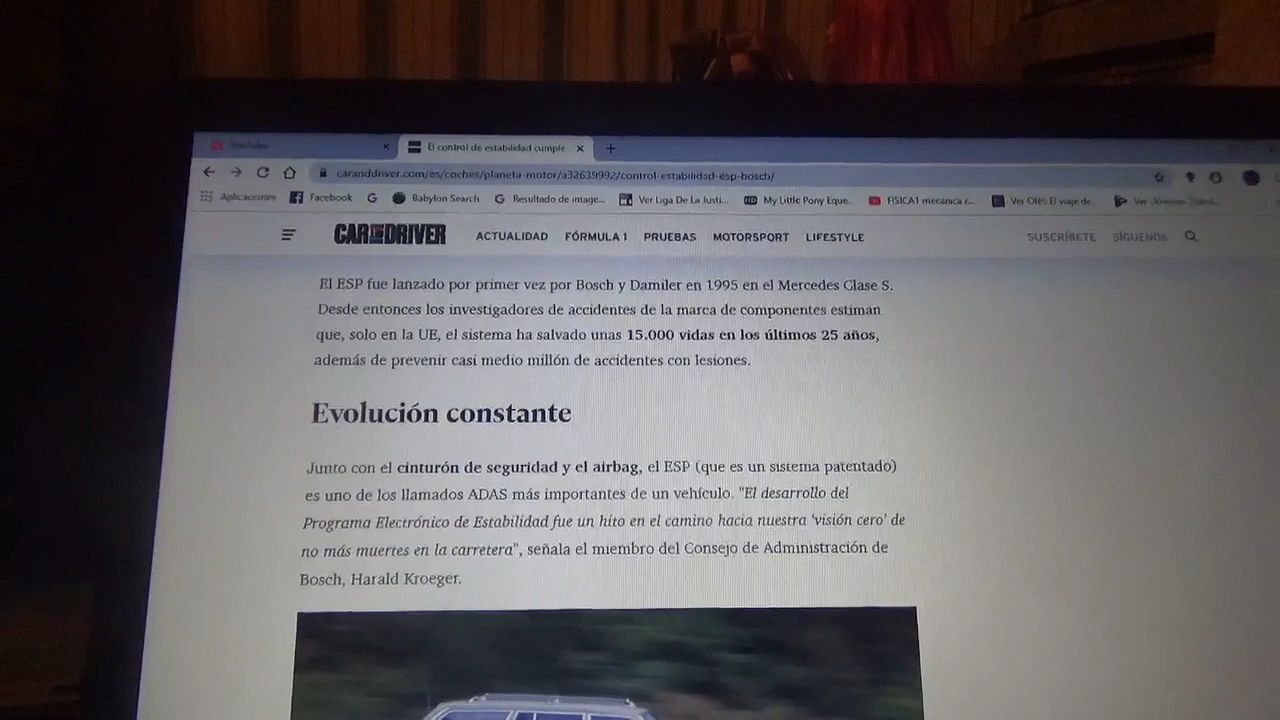 YouTube
El control de estabilidad cumple
caranddriver.com/es/coches/planeta-motor/a32639992/control-estabilidad-esp-bosch/
Aplicaciones Facebook Babylon Search Resultado de image... Ver Liga De La Justi... My Little Pony Eque... FISICA1 mecanica c... Ver El viaje de... Ver
CAR AND DRIVER ACTUALIDAD FÓRMULA 1 PRUEBAS MOTORSPORT LIFESTYLE SUSCRÍBETE SÍGUENOS
El ESP fue lanzado por primer vez por Bosch y Damiler en 1995 en el Mercedes Clase S.
Desde entonces los investigadores de accidentes de la marca de componentes estiman
que, solo en la UE, el sistema ha salvado unas 15.000 vidas en los últimos 25 años,
además de prevenir casi medio millón de accidentes con lesiones.
Evolución constante
Junto con el cinturón de seguridad y el airbag, el ESP (que es un sistema patentado)
es uno de los llamados ADAS más importantes de un vehículo. "El desarrollo del
Programa Electrónico de Estabilidad fue un hito en el camino hacia nuestra 'visión cero' de
no más muertes en la carretera", señala el miembro del Consejo de Administración de
Bosch, Harald Kroeger.